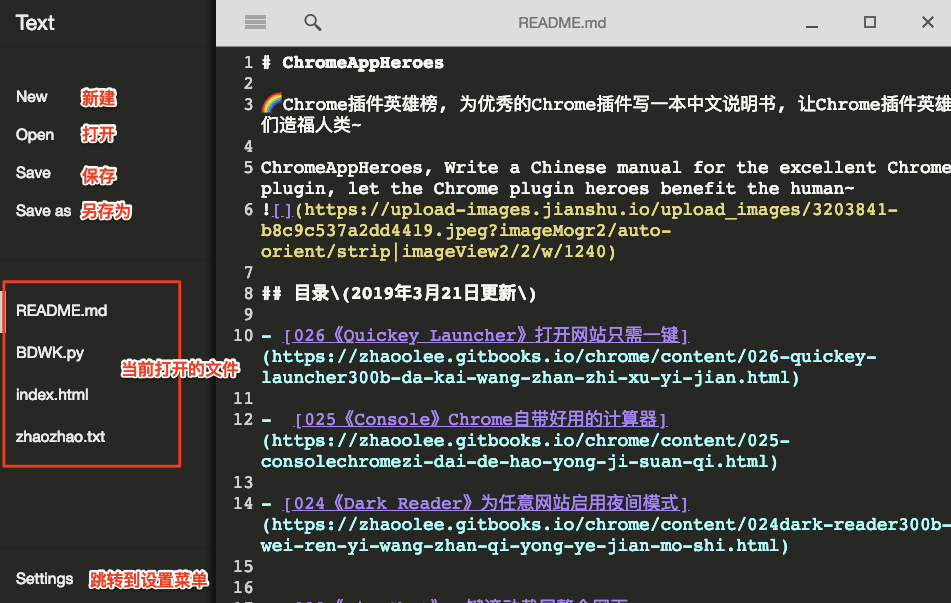 Text
README.md
New 新建
Open 打开
Save 保存
Save as 另存为
README.md
BDWK.py
当前打开的文件
index.html
zhaozhao.txt
Settings 跳转到设置菜单
1 # ChromeAppHeroes
2
3 🌈Chrome插件英雄榜, 为优秀的Chrome插件写一本中文说明书, 让Chrome插件英雄
们造福人类~
4
5 ChromeAppHeroes, Write a Chinese manual for the excellent Chrome
plugin, let the Chrome plugin heroes benefit the human~
6 ![](https://upload-images.jianshu.io/upload_images/3203841-
b8c9c537a2dd4419.jpeg?imageMogr2/auto-
orient/strip|imageView2/2/w/1240)
7
8 ## 目录\(2019年3月21日更新\)
9
10 - [026《Quickey Launcher》打开网站只需一键]
(https://zhaoolee.gitbooks.io/chrome/content/026-quickey-
launcher300b-da-kai-wang-zhan-zhi-xu-yi-jian.html)
11
12 -  [025《Console》Chrome自带好用的计算器]
(https://zhaoolee.gitbooks.io/chrome/content/025-
consolechromezi-dai-de-hao-yong-ji-suan-qi.html)
13
14 - [024《Dark Reader》为任意网站启用夜间模式]
(https://zhaoolee.gitbooks.io/chrome/content/024dark-reader300b-
wei-ren-yi-wang-zhan-qi-yong-ye-jian-mo-shi.html)
15
16